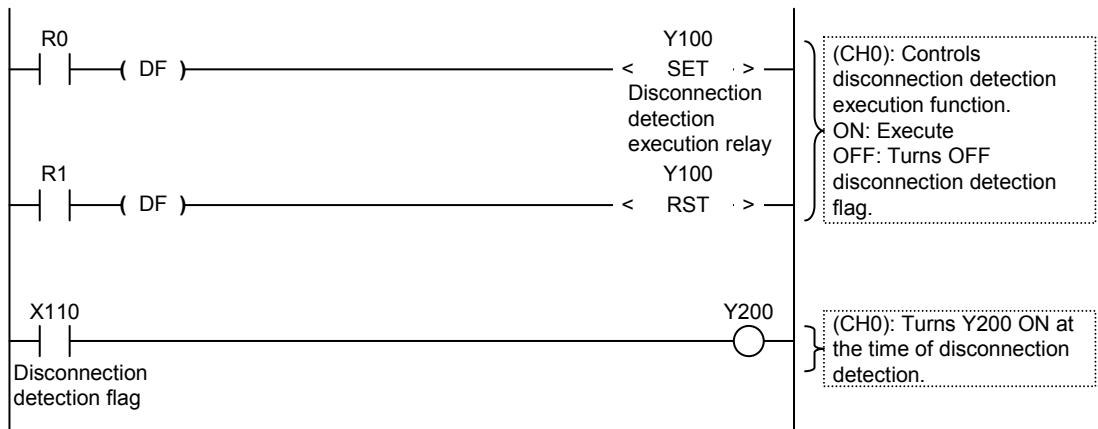 R0
( DF )
Y100
< SET >
Disconnection
detection
execution relay
(CH0): Controls
disconnection detection
execution function.
ON: Execute
OFF: Turns OFF
disconnection detection
flag.
R1
( DF )
Y100
< RST >
X110
Disconnection
detection flag
Y200
(CH0): Turns Y200 ON at
the time of disconnection
detection.